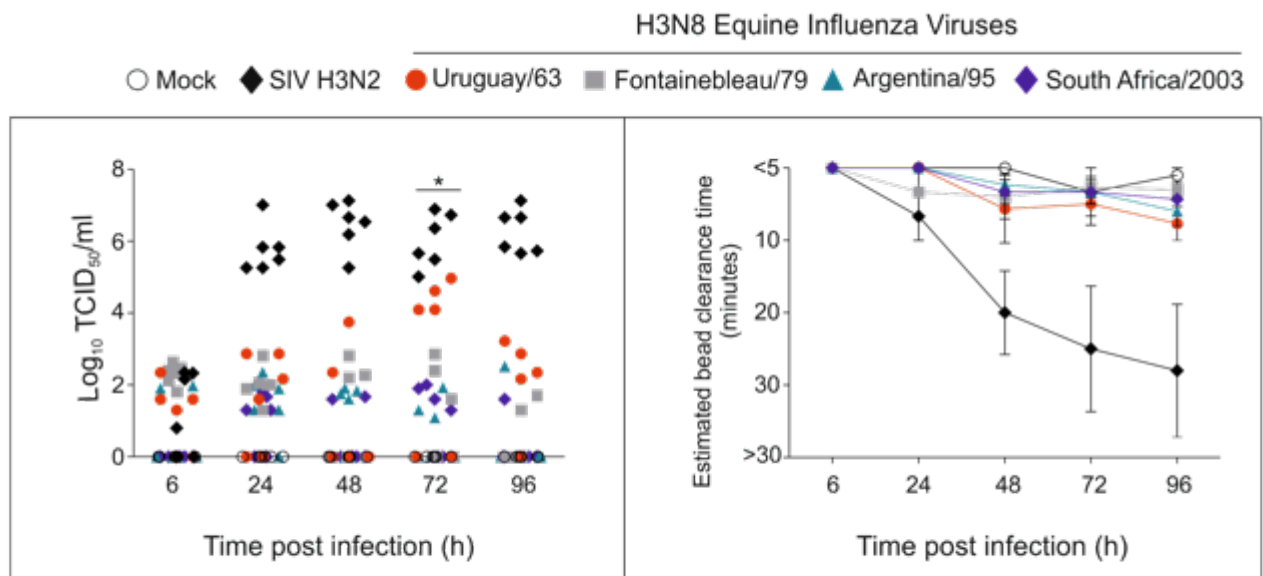 H3N8 Equine Influenza Viruses
Mock SIV H3N2 Uruguay/63 Fontainebleau/79 Argentina/95 South Africa/2003
Log₁₀ TCID₅₀/ml
8
6
4
2
0
*
6 24 48 72 96
Time post infection (h)
Estimated bead clearance time
(minutes)
<5
10
20
30
>30
6 24 48 72 96
Time post infection (h)